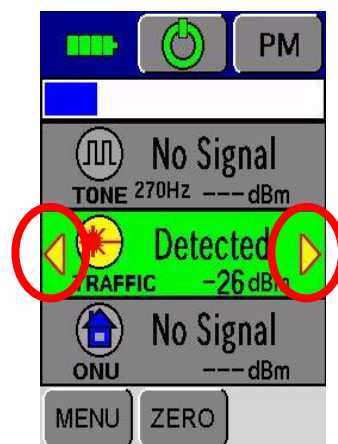 PM
No Signal
TONE 270Hz ---dBm
Detected
TRAFFIC -26 dBm
No Signal
ONU ---dBm
MENU ZERO